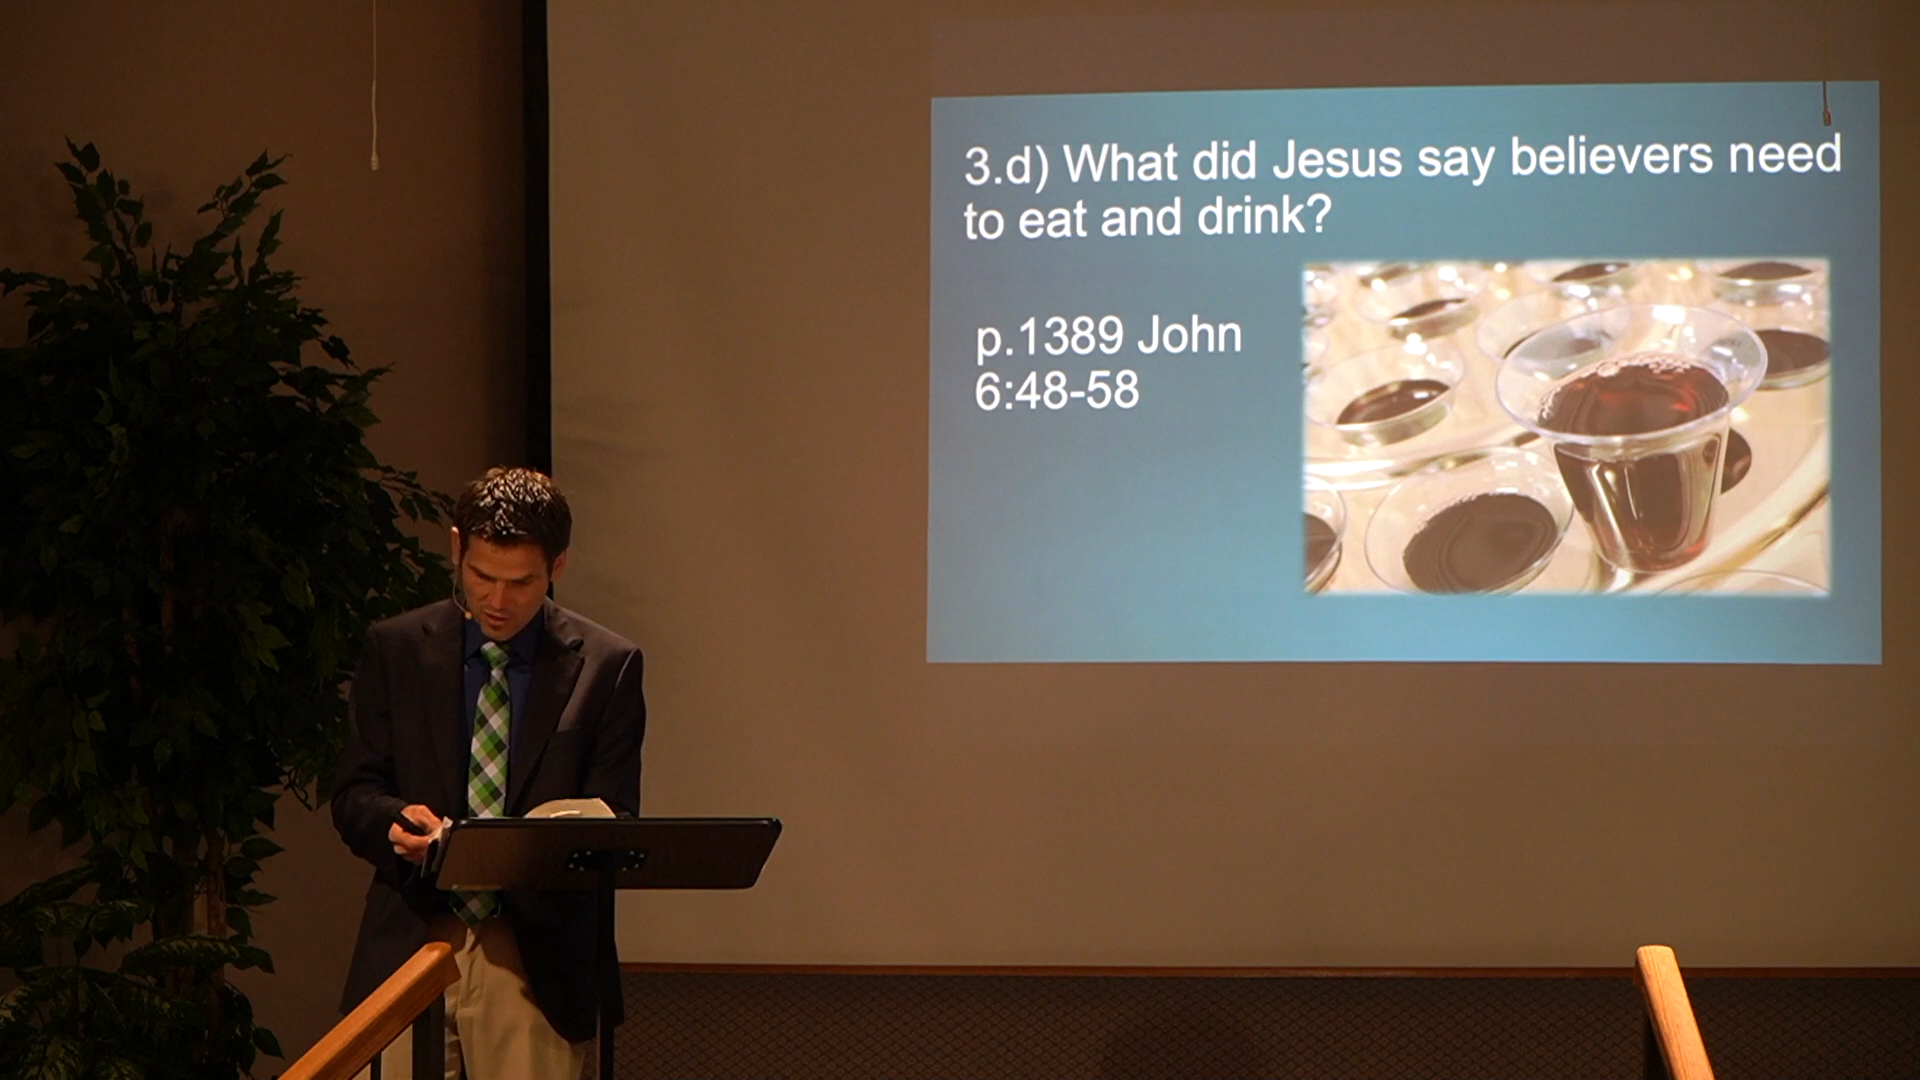 3.d) What did Jesus say believers need
to eat and drink?
p.1389 John
6:48-58